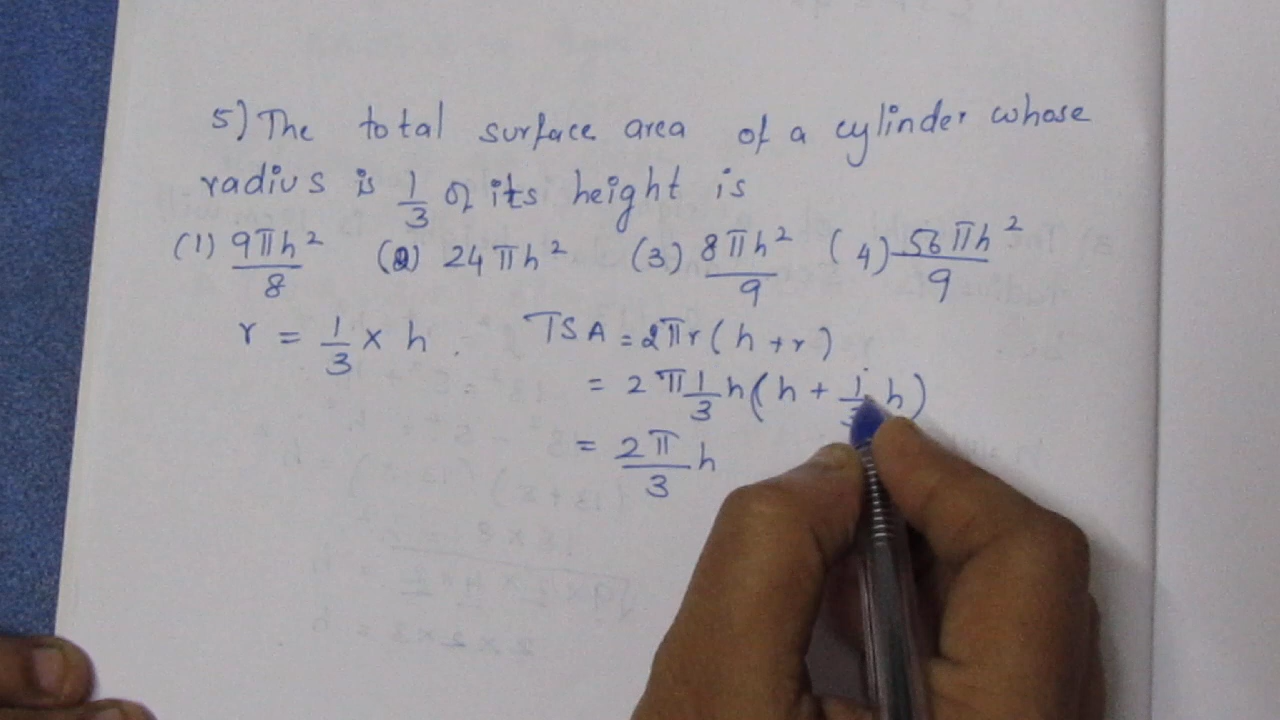 5) The total surface area of a cylinder whose
radius is 1/3 of its height is
(1) 9πh²/8 (2) 24πh² (3) 8πh²/9 (4) 56πh²/9
r = 1/3 × h . TSA = 2πr(h+r)
= 2π 1/3 h(h + 1/3 h)
= 2π/3 h